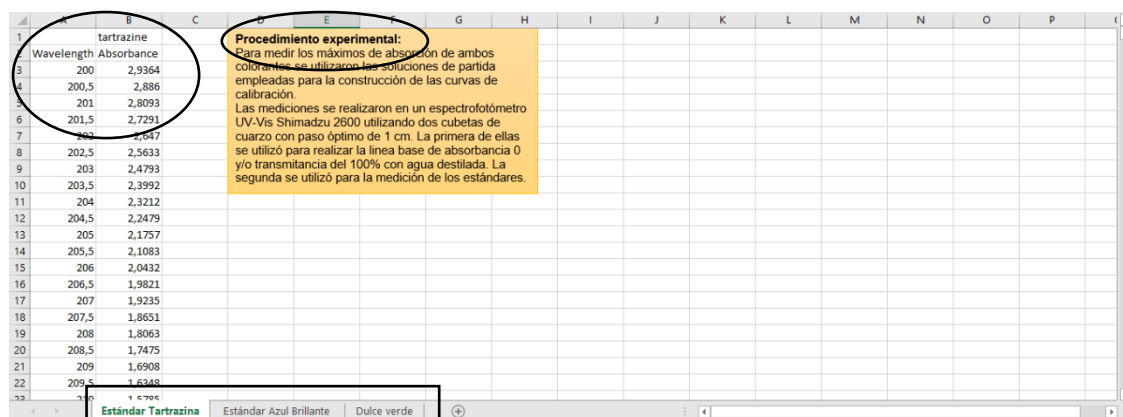 A B C D E F G H I J K L M N O P
1 tartrazine
2 Wavelength Absorbance
3 200 2,9364
4 200,5 2,886
5 201 2,8093
6 201,5 2,7291
7 202 2,647
8 202,5 2,5633
9 203 2,4793
10 203,5 2,3992
11 204 2,3212
12 204,5 2,2479
13 205 2,1757
14 205,5 2,1083
15 206 2,0432
16 206,5 1,9821
17 207 1,9235
18 207,5 1,8651
19 208 1,8063
20 208,5 1,7475
21 209 1,6908
22 209,5 1,6348
23 210 1,5785
Procedimiento experimental:
Para medir los máximos de absorción de ambos
colorantes se utilizaron las soluciones de partida
empleadas para la construcción de las curvas de
calibración.
Las mediciones se realizaron en un espectrofotómetro
UV-Vis Shimadzu 2600 utilizando dos cubetas de
cuarzo con paso óptimo de 1 cm. La primera de ellas
se utilizó para realizar la linea base de absorbancia 0
y/o transmitancia del 100% con agua destilada. La
segunda se utilizó para la medición de los estándares.
Estándar Tartrazina Estándar Azul Brillante Dulce verde